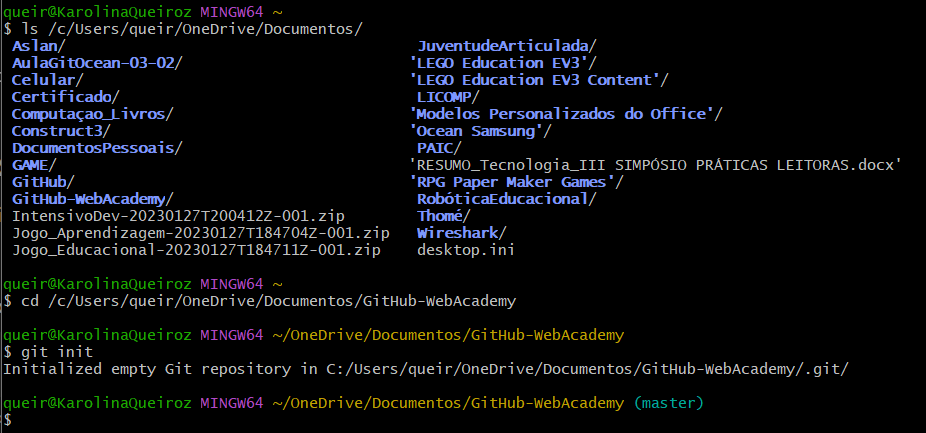 queir@KarolinaQueiroz MINGW64 ~
$ ls /c/Users/queir/OneDrive/Documentos/
Aslan/ JuventudeArticulada/
AulaGitOcean-03-02/ 'LEGO Education EV3'/
Celular/ 'LEGO Education EV3 Content'/
Certificado/ LICOMP/
Computaçao_Livros/ 'Modelos Personalizados do Office'/
Construct3/ 'Ocean Samsung'/
DocumentosPessoais/ PAIC/
GAME/ 'RESUMO_Tecnologia_III SIMPÓSIO PRÁTICAS LEITORAS.docx'
GitHub/ 'RPG Paper Maker Games'/
GitHub-WebAcademy/ RobóticaEducacional/
IntensivoDev-20230127T200412Z-001.zip Thomé/
Jogo_Aprendizagem-20230127T184704Z-001.zip Wireshark/
Jogo_Educacional-20230127T184711Z-001.zip desktop.ini
queir@KarolinaQueiroz MINGW64 ~
$ cd /c/Users/queir/OneDrive/Documentos/GitHub-WebAcademy
queir@KarolinaQueiroz MINGW64 ~/OneDrive/Documentos/GitHub-WebAcademy
$ git init
Initialized empty Git repository in C:/Users/queir/OneDrive/Documentos/GitHub-WebAcademy/.git/
queir@KarolinaQueiroz MINGW64 ~/OneDrive/Documentos/GitHub-WebAcademy (master)
$